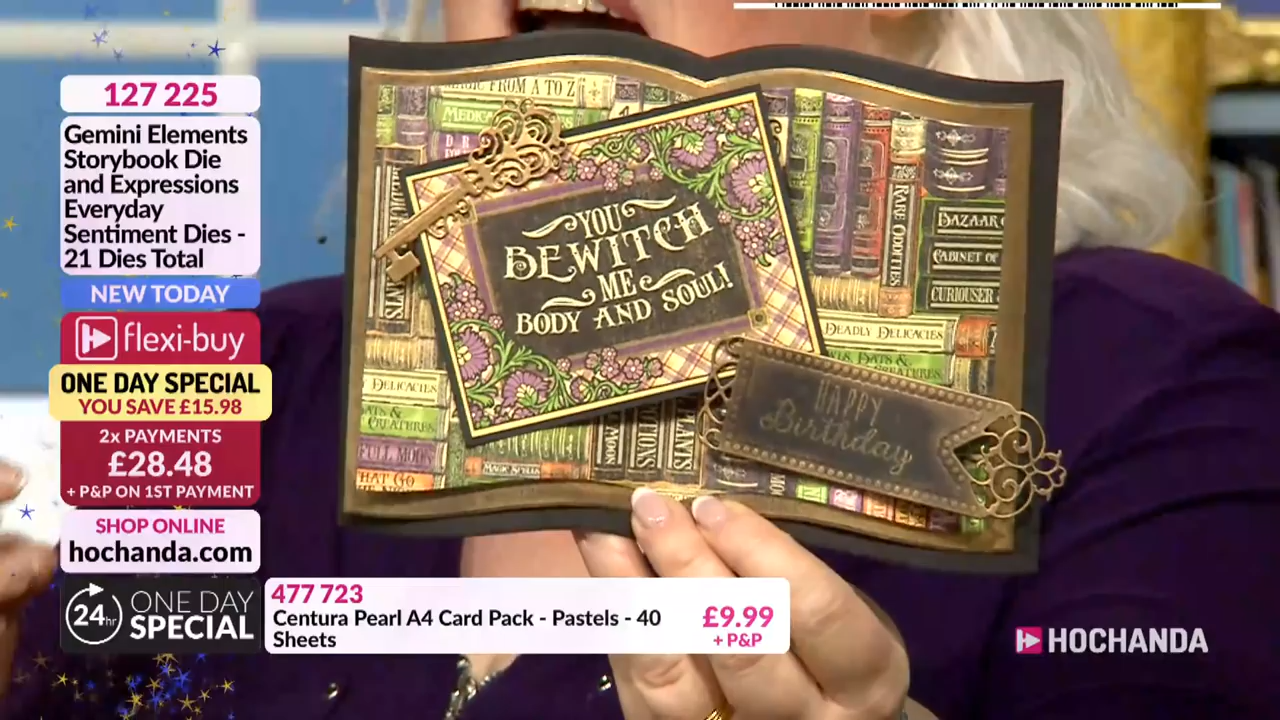 127 225
Gemini Elements
Storybook Die
and Expressions
Everyday
Sentiment Dies -
21 Dies Total
NEW TODAY
flexi-buy
ONE DAY SPECIAL
YOU SAVE £15.98
2x PAYMENTS
£28.48
+ P&P ON 1ST PAYMENT
SHOP ONLINE
hochanda.com
24hr
ONE DAY
SPECIAL
477 723
Centura Pearl A4 Card Pack - Pastels - 40
Sheets
£9.99
+ P&P
HOCHANDA
FROM A TO Z
YOU
BEWITCH
ME
BODY AND SOUL!
RARE ODDITIES
BAZAAR
CABINET OF
CURIOUSER
DEADLY DELICACIES
DELICACIES
CREATURES
FULL MOON
MAGIC SPELLS
PLANTS
HAPPY
Birthday